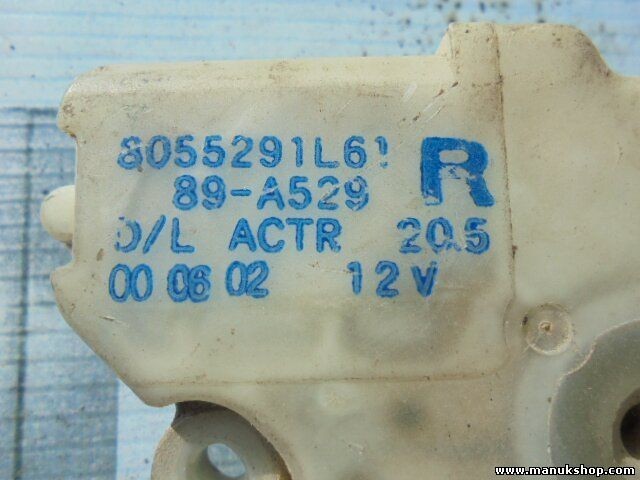 8055291L61 R
89-A529
D/L ACTR 20.5
00 06 02 12V
www.manukshop.com